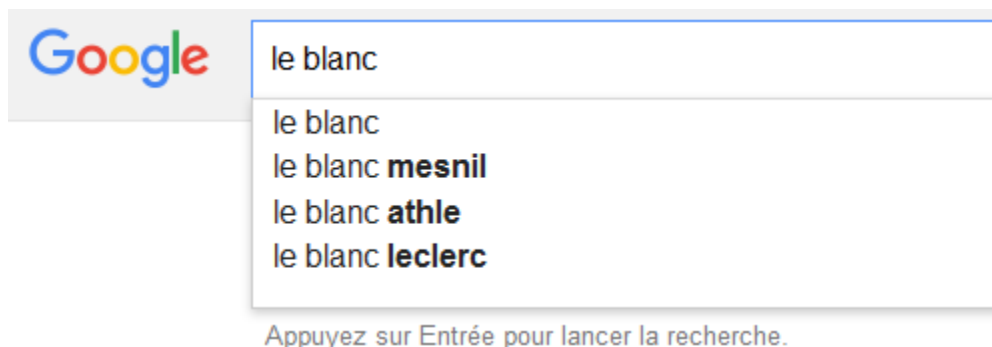 Google
le blanc
le blanc
le blanc mesnil
le blanc athle
le blanc leclerc
Appuyez sur Entrée pour lancer la recherche.